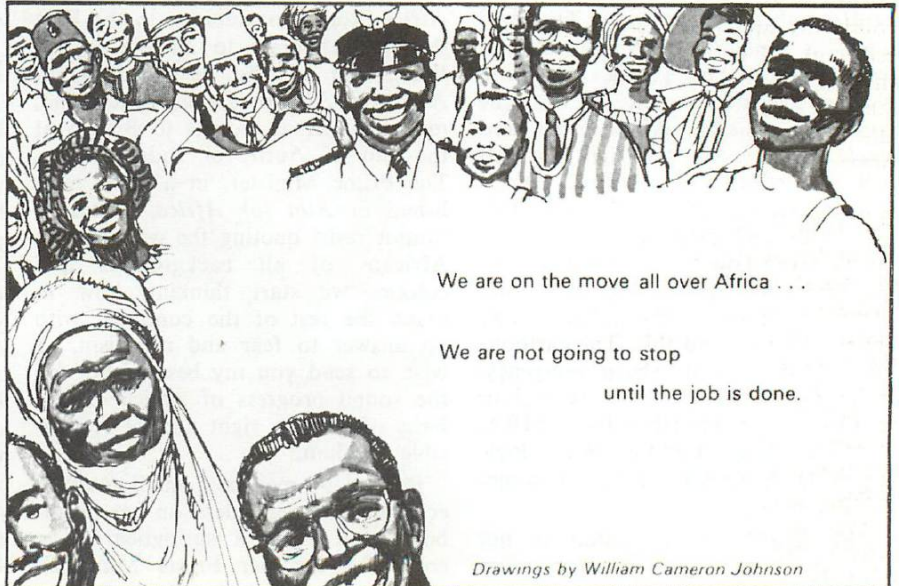 We are on the move all over Africa . . .
We are not going to stop
until the job is done.
Drawings by William Cameron Johnson